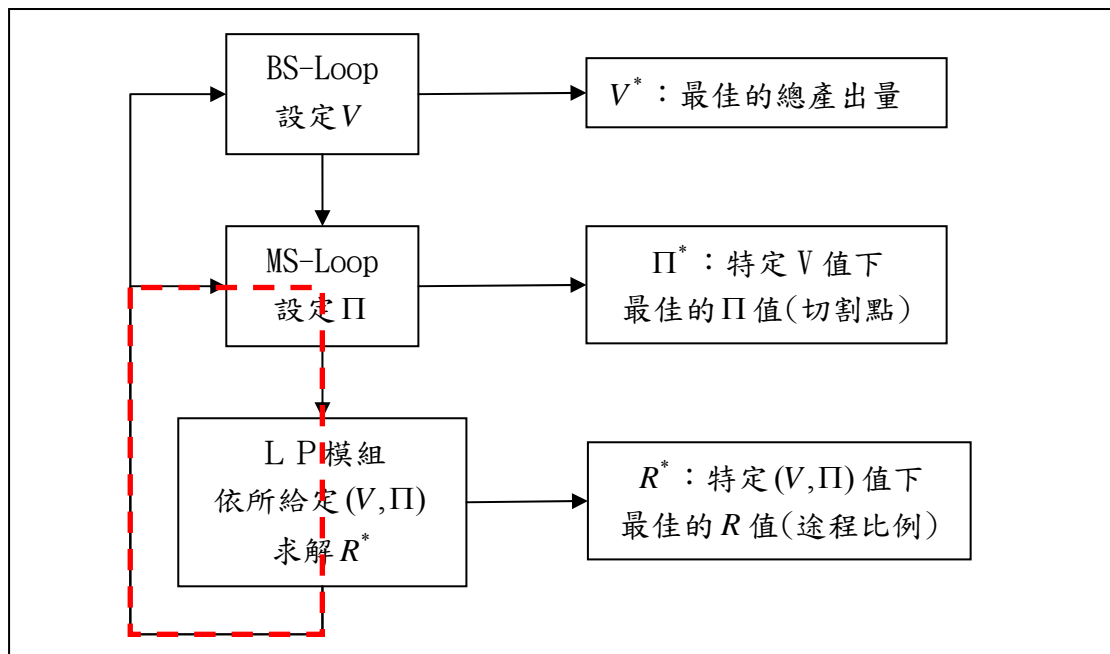 BS-Loop
設定V
V*：最佳的總產出量
MS-Loop
設定Π
Π*：特定 V 值下
最佳的Π值(切割點)
ＬＰ模組
依所給定(V,Π)
求解R*
R*：特定(V,Π)值下
最佳的R值(途程比例)